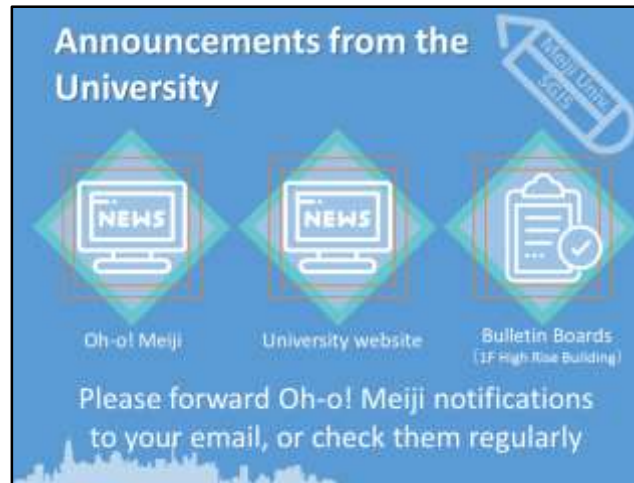 Announcements from the
University
Meiji Univ.
SGJS
NEWS
NEWS
Oh-o! Meiji
University website
Bulletin Boards
(1F High Rise Building)
Please forward Oh-o! Meiji notifications
to your email, or check them regularly